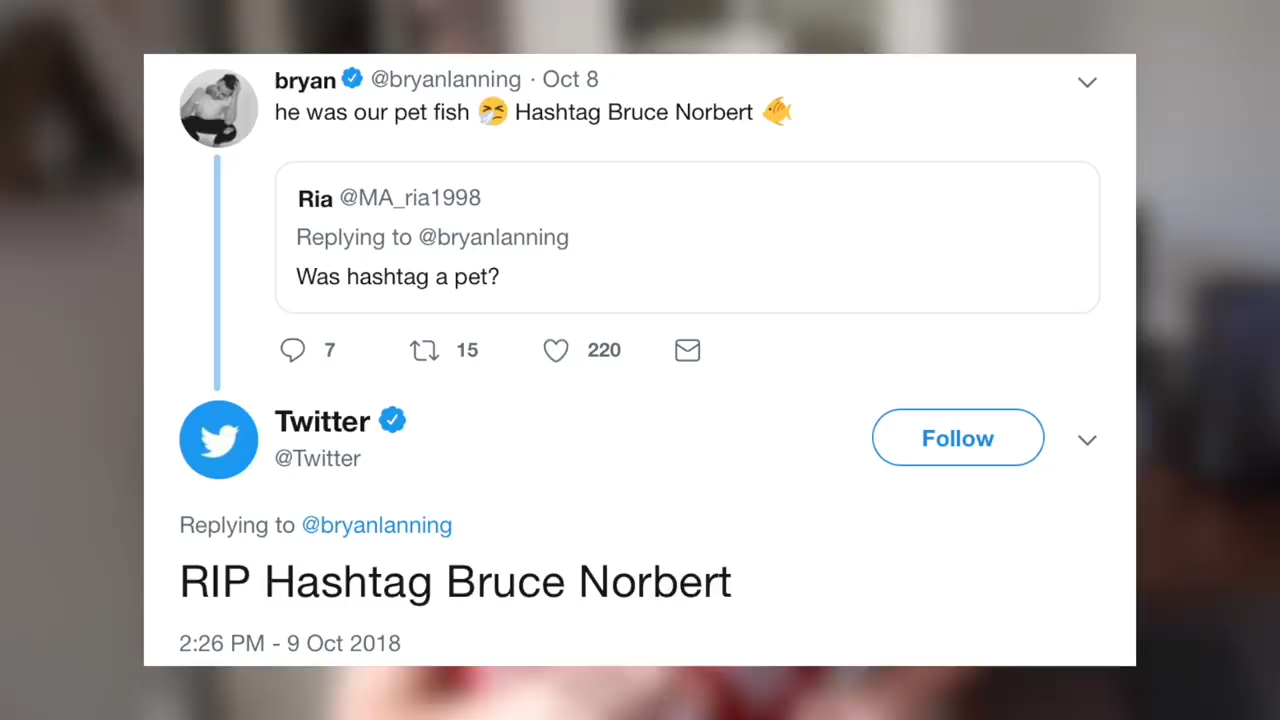 bryan @bryanlanning · Oct 8
he was our pet fish 🤧 Hashtag Bruce Norbert 🐠
Ria @MA_ria1998
Replying to @bryanlanning
Was hashtag a pet?
7 15 220
Twitter
@Twitter
Follow
Replying to @bryanlanning
RIP Hashtag Bruce Norbert
2:26 PM - 9 Oct 2018